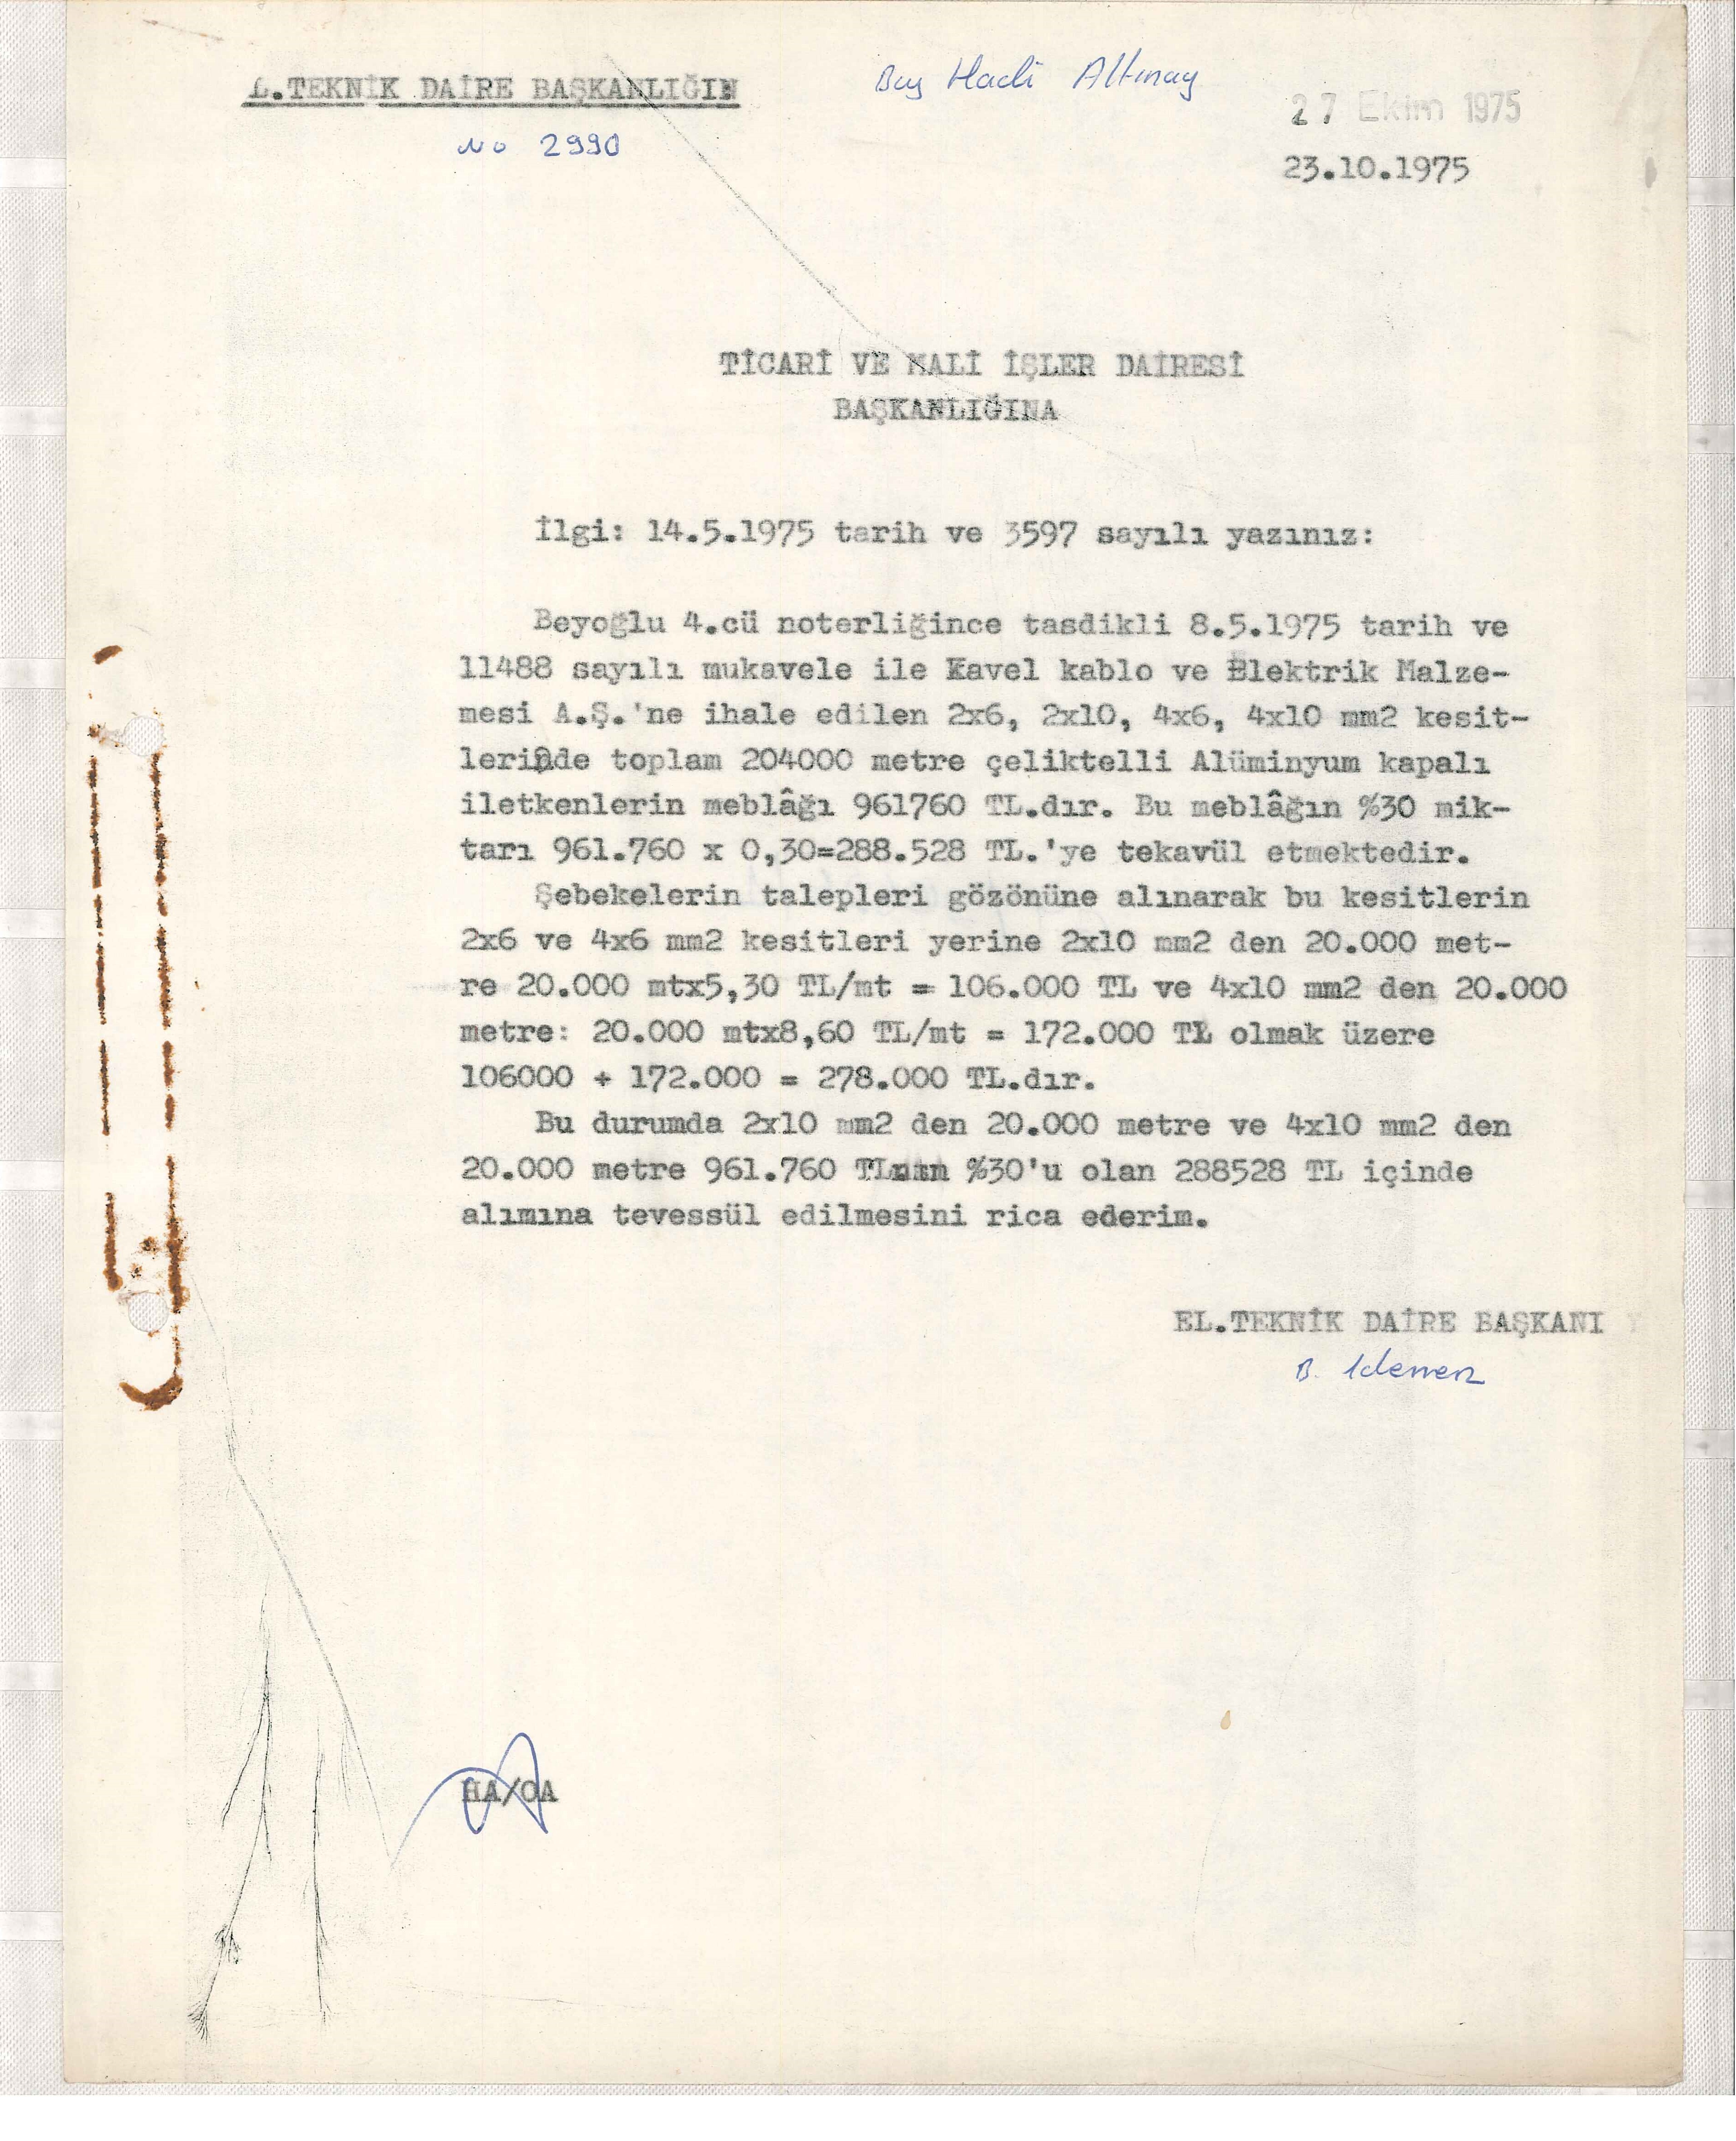 L.TEKNİK DAİRE BAŞKANLIĞIN
Bay Hadi Altınay
No 2990
27 Ekim 1975
23.10.1975
TİCARİ VE MALİ İŞLER DAİRESİ
BAŞKANLIĞINA
İlgi: 14.5.1975 tarih ve 3597 sayılı yazınız:
Beyoğlu 4.cü noterliğince tasdikli 8.5.1975 tarih ve
11488 sayılı mukavele ile Kavel kablo ve Elektrik Malze-
mesi A.Ş.'ne ihale edilen 2x6, 2x10, 4x6, 4x10 mm2 kesit-
lerinde toplam 204000 metre çeliktelli Alüminyum kapalı
iletkenlerin meblâğı 961760 TL.dır. Bu meblâğın %30 mik-
tarı 961.760 x 0,30=288.528 TL.'ye tekavül etmektedir.
Şebekelerin talepleri gözönüne alınarak bu kesitlerin
2x6 ve 4x6 mm2 kesitleri yerine 2x10 mm2 den 20.000 met-
re 20.000 mtx5,30 TL/mt = 106.000 TL ve 4x10 mm2 den 20.000
metre: 20.000 mtx8,60 TL/mt = 172.000 TL olmak üzere
106000 + 172.000 = 278.000 TL.dır.
Bu durumda 2x10 mm2 den 20.000 metre ve 4x10 mm2 den
20.000 metre 961.760 TLnın %30'u olan 288528 TL içinde
alımına tevessül edilmesini rica ederim.
EL.TEKNİK DAİRE BAŞKANI Y
B.
HA/OA